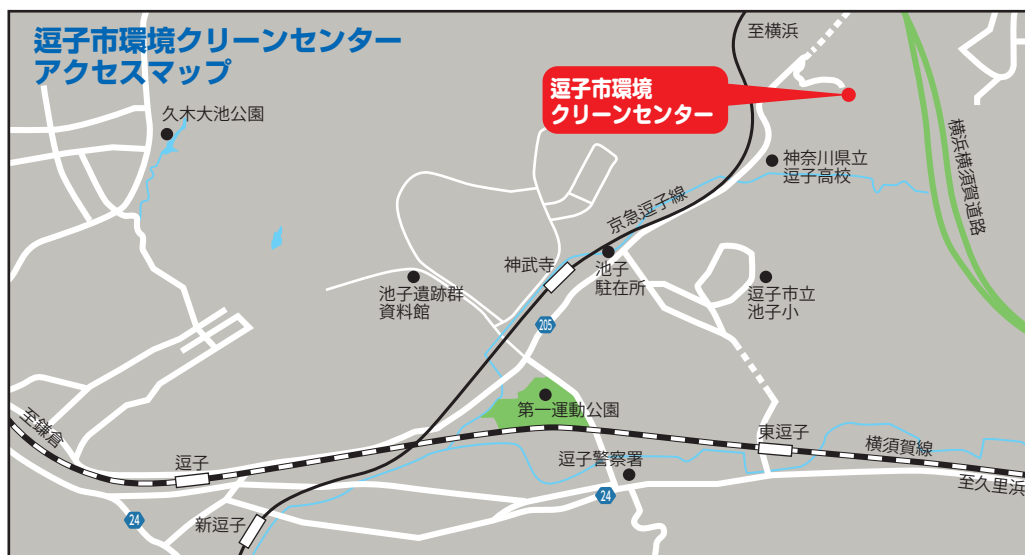 逗子市環境クリーンセンター
アクセスマップ
至横浜
逗子市環境
クリーンセンター
久木大池公園
横浜横須賀道路
神奈川県立
逗子高校
京急逗子線
神武寺
池子
駐在所
池子遺跡群
資料館
逗子市立
池子小
205
第一運動公園
至鎌倉
逗子
東逗子
横須賀線
逗子警察署
至久里浜
24
24
新逗子